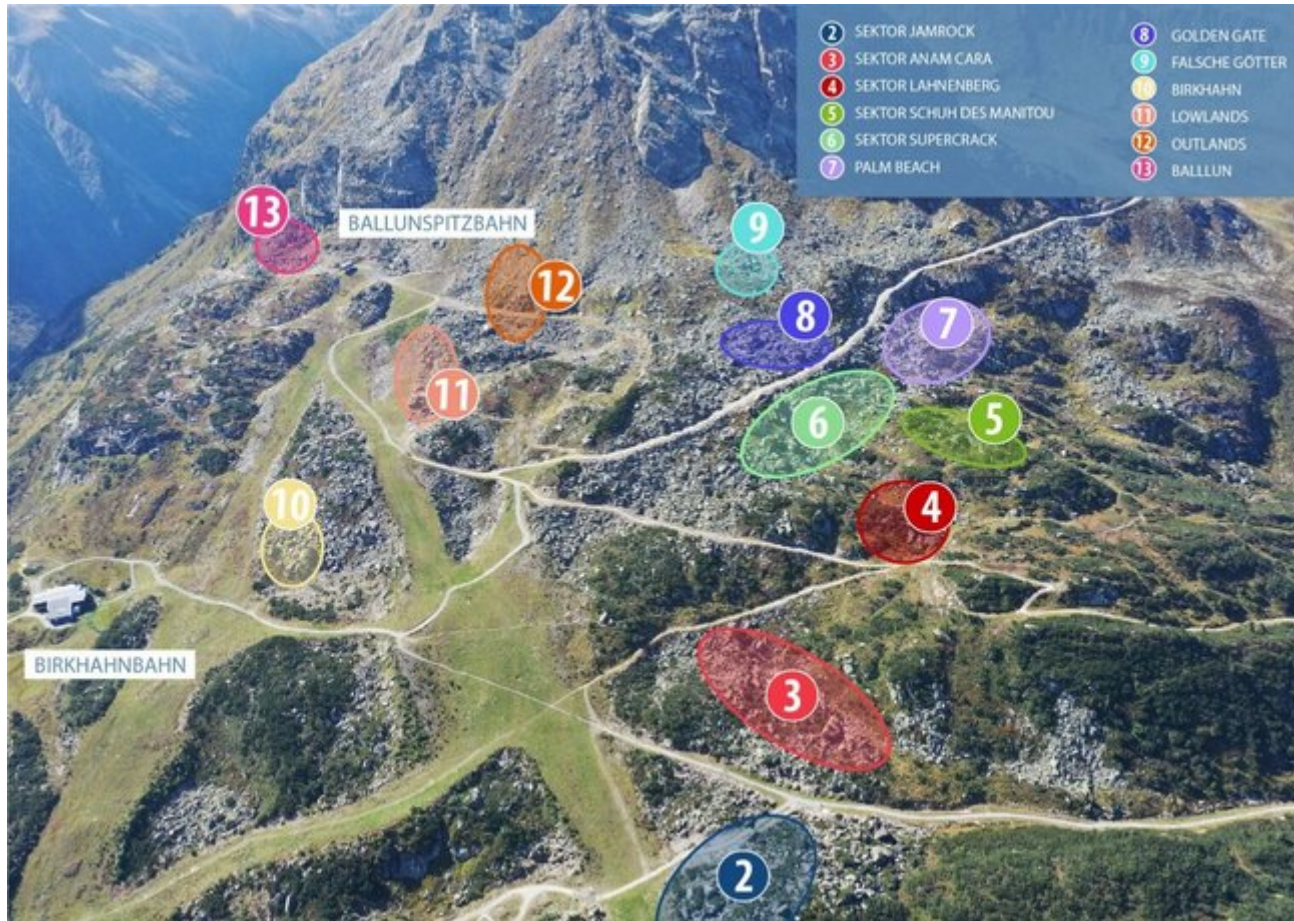 2 SEKTOR JAMROCK
3 SEKTOR ANAM CARA
4 SEKTOR LAHNENBERG
5 SEKTOR SCHUH DES MANITOU
6 SEKTOR SUPERCRACK
7 PALM BEACH
8 GOLDEN GATE
9 FALSCHE GÖTTER
10 BIRKHAHN
11 LOWLANDS
12 OUTLANDS
13 BALLLUN
13
BALLUNSPITZBAHN
9
12
8
7
11
6
5
10
4
BIRKHAHNBAHN
3
2